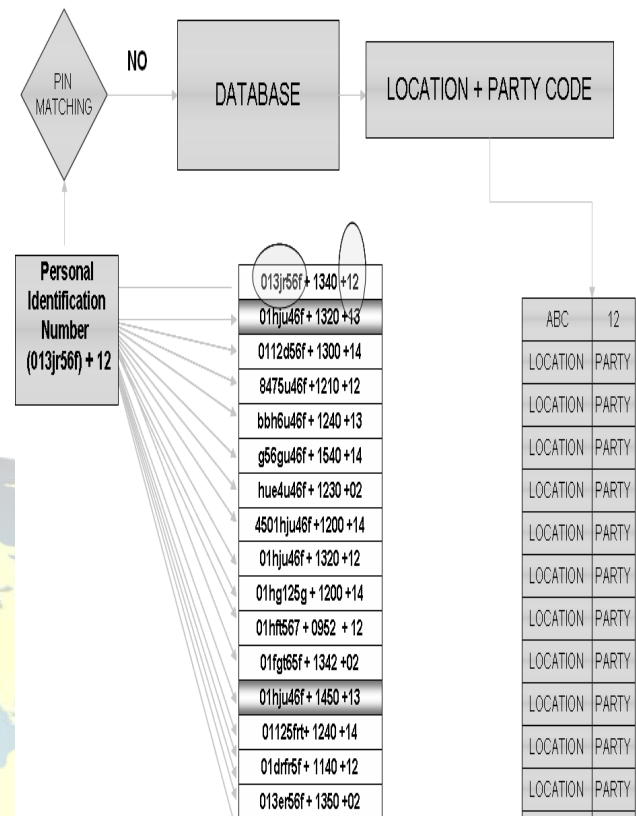 PIN
MATCHING
NO
DATABASE
LOCATION + PARTY CODE
Personal
Identification
Number
(013jr56f) + 12
013jr56f + 1340 +12
01hju46f + 1320 +13
0112d56f + 1300 +14
8475u46f +1210 +12
bbh6u46f + 1240 +13
g56gu46f + 1540 +14
hue4u46f + 1230 +02
4501hju46f +1200 +14
01hju46f + 1320 +12
01hg125g + 1200 +14
01hft567 + 0952 + 12
01fgt65f + 1342 +02
01hju46f + 1450 +13
01125frt+ 1240 +14
01drfr5f + 1140 +12
013er56f + 1350 +02
ABC 12
LOCATION PARTY
LOCATION PARTY
LOCATION PARTY
LOCATION PARTY
LOCATION PARTY
LOCATION PARTY
LOCATION PARTY
LOCATION PARTY
LOCATION PARTY
LOCATION PARTY
LOCATION PARTY